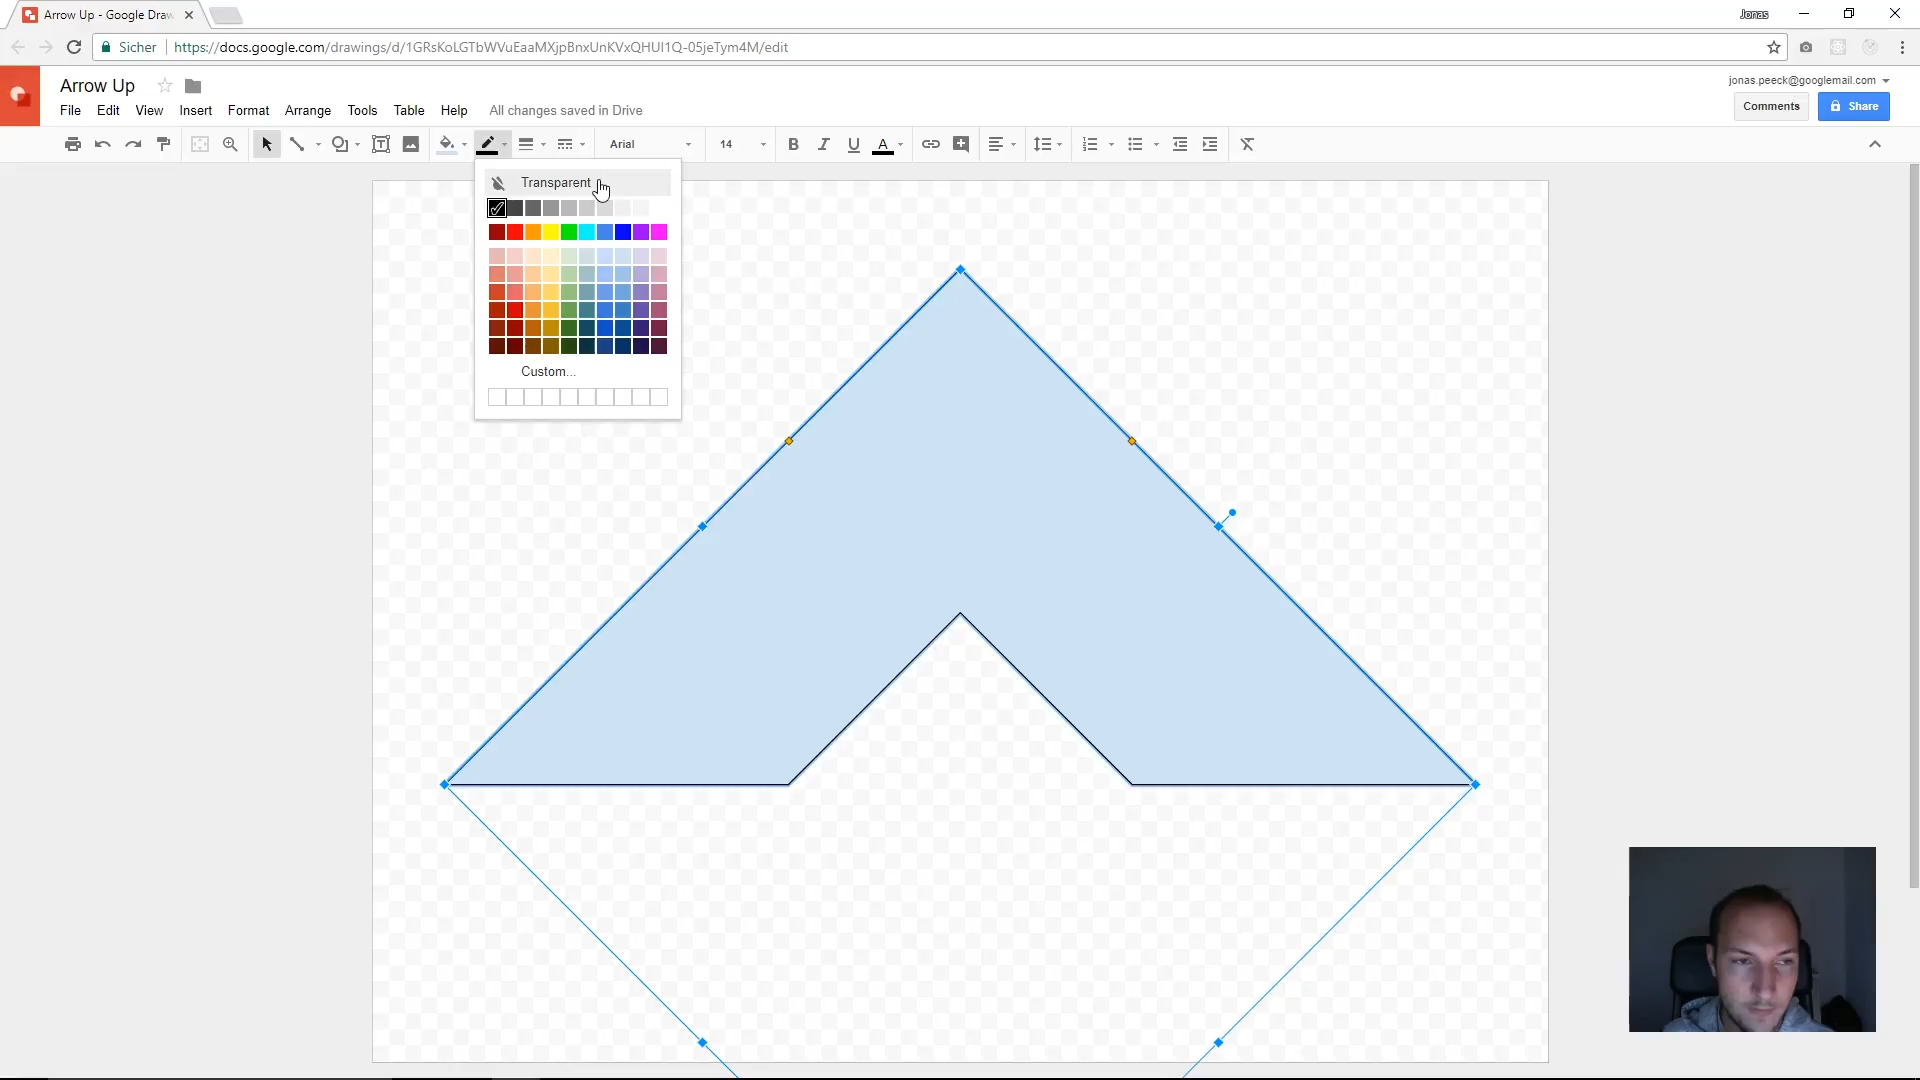 Arrow Up - Google Draw
Jonas
Sicher
https://docs.google.com/drawings/d/1GRsKoLGTbWVuEaaMXjpBnxUnKVxQHUI1Q-05jeTym4M/edit
Arrow Up
jonas.peeck@googlemail.com
File Edit View Insert Format Arrange Tools Table Help All changes saved in Drive
Comments
Share
Arial
14
B I U A
Transparent
Custom...